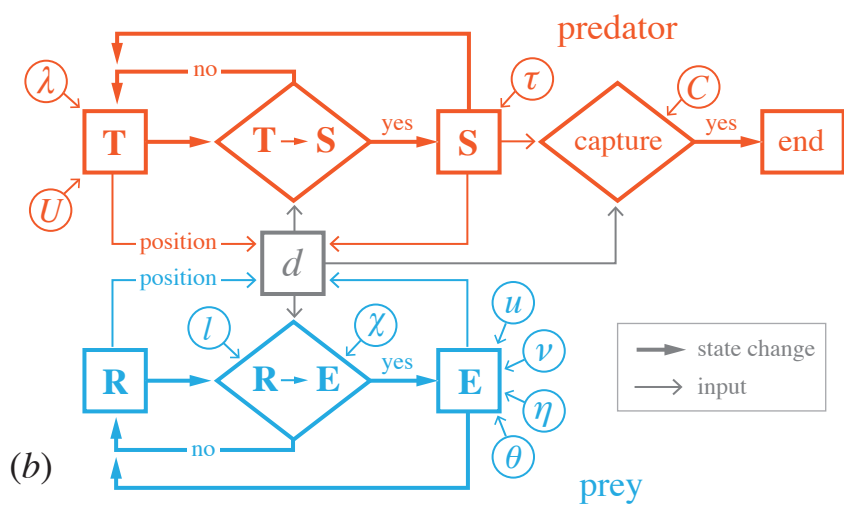 predator
no
λ
τ
C
T
T → S
yes
S
capture
yes
end
U
position
d
position
u
l
χ
ν
state change
R
R → E
yes
E
input
η
no
θ
(b)
prey